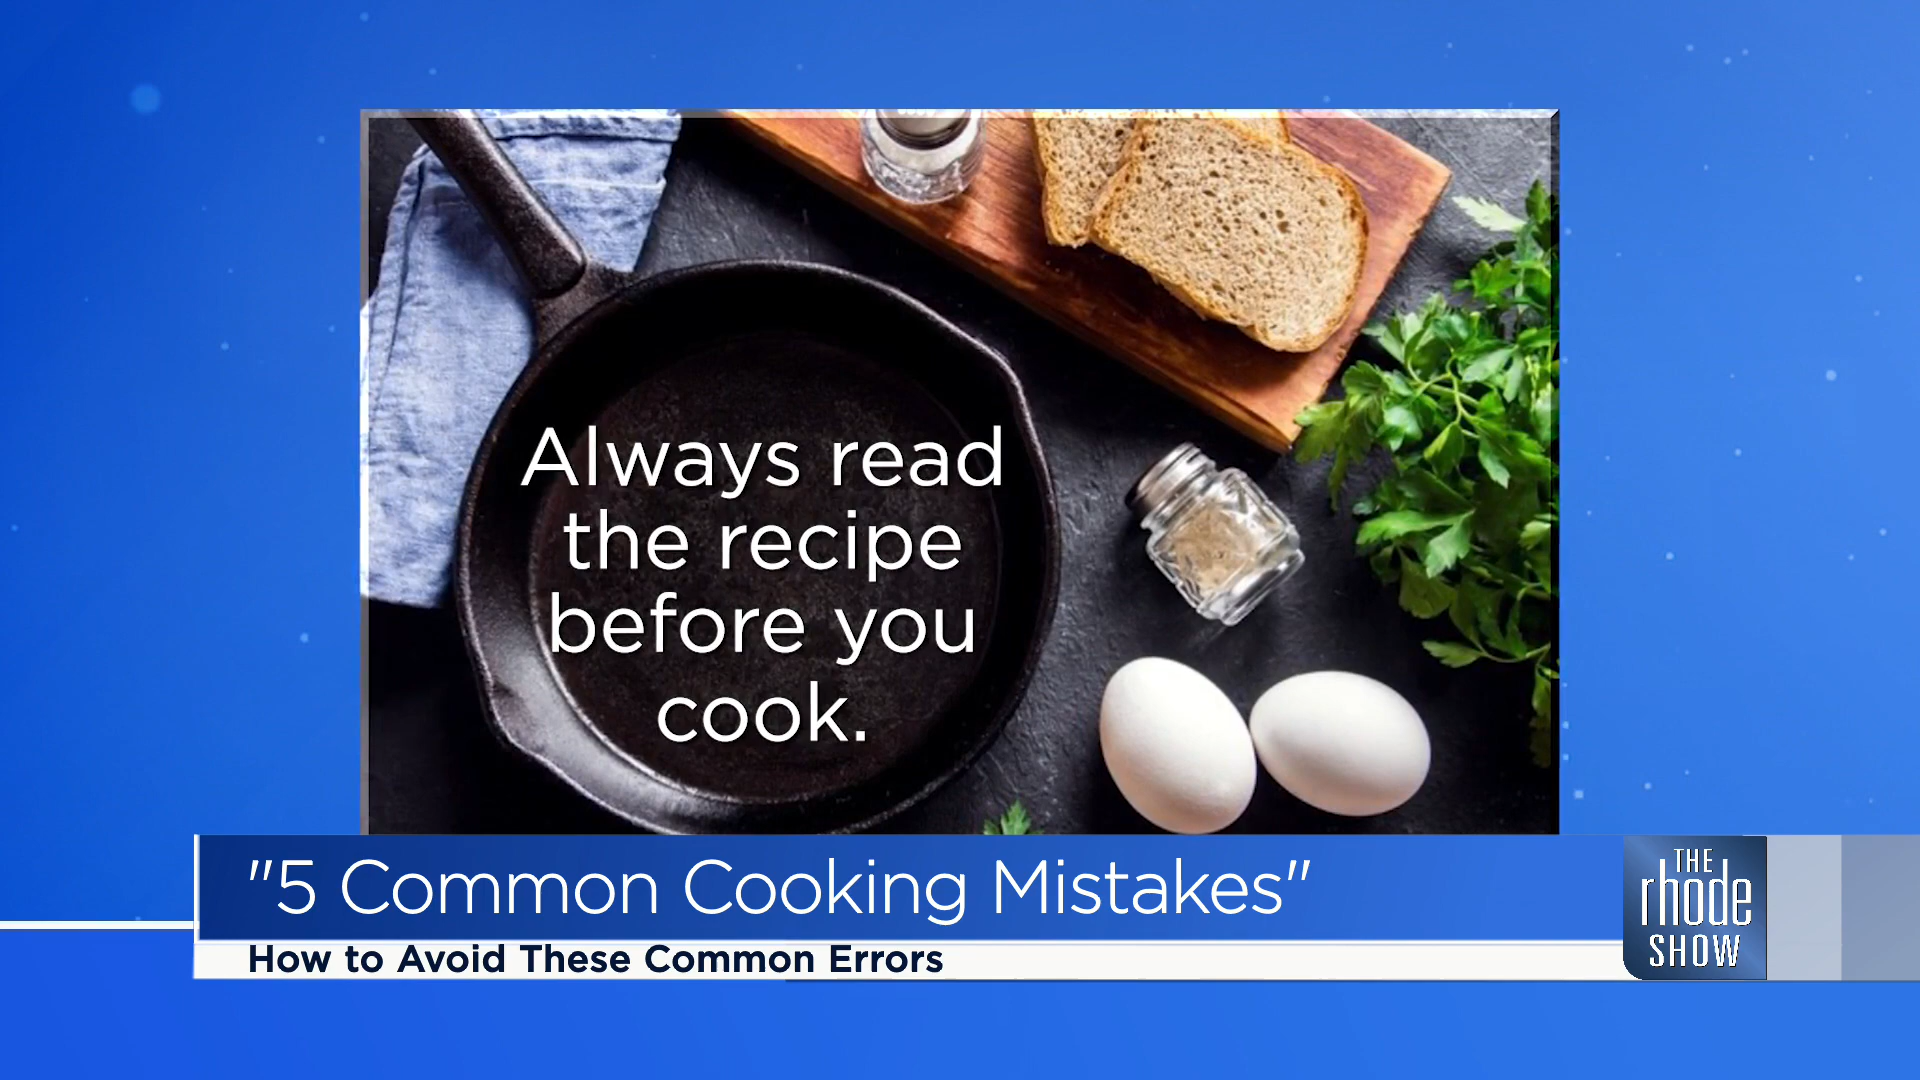 Always read
the recipe
before you
cook.
"5 Common Cooking Mistakes"
How to Avoid These Common Errors
THE
rhode
SHOW